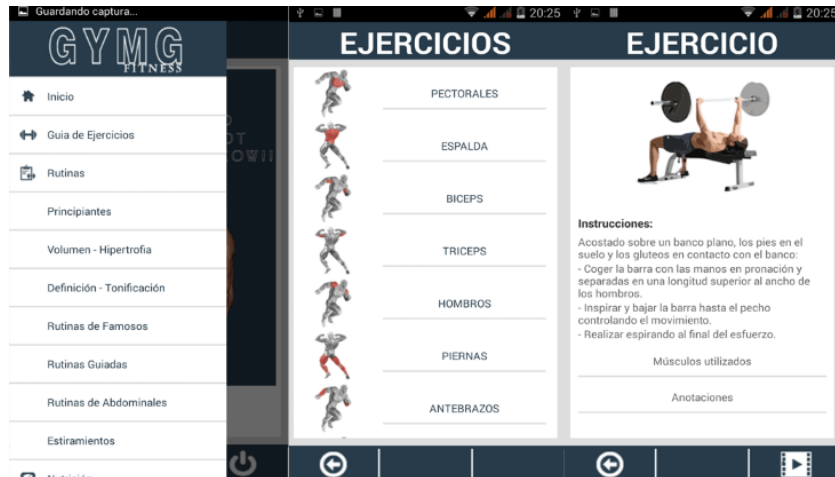 Guardando captura...
GYMG
FITNESS
Inicio
Guia de Ejercicios
Rutinas
Principiantes
Volumen - Hipertrofia
Definición - Tonificación
Rutinas de Famosos
Rutinas Guiadas
Rutinas de Abdominales
Estiramientos
Nutrición
20:25
EJERCICIOS
PECTORALES
ESPALDA
BICEPS
TRICEPS
HOMBROS
PIERNAS
ANTEBRAZOS
20:25
EJERCICIO
Instrucciones:
Acostado sobre un banco plano, los pies en el
suelo y los gluteos en contacto con el banco:
- Coger la barra con las manos en pronación y
separadas en una longitud superior al ancho de
los hombros.
- Inspirar y bajar la barra hasta el pecho
controlando el movimiento.
- Realizar espirando al final del esfuerzo.
Músculos utilizados
Anotaciones